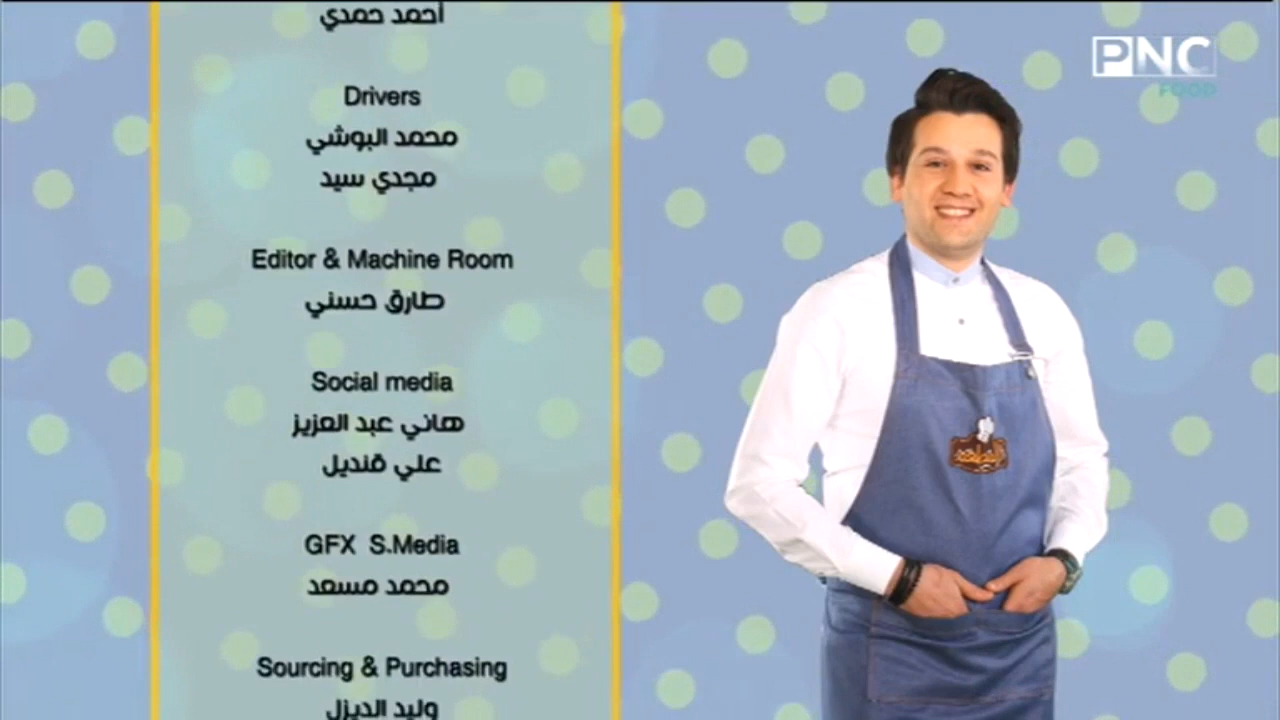 أحمد حمدي
PNC
FOOD
Drivers
محمد البوشي
مجدي سيد
Editor & Machine Room
طارق حسني
Social media
هاني عبد العزيز
علي قنديل
GFX S.Media
محمد مسعد
Sourcing & Purchasing
وليد الديزل